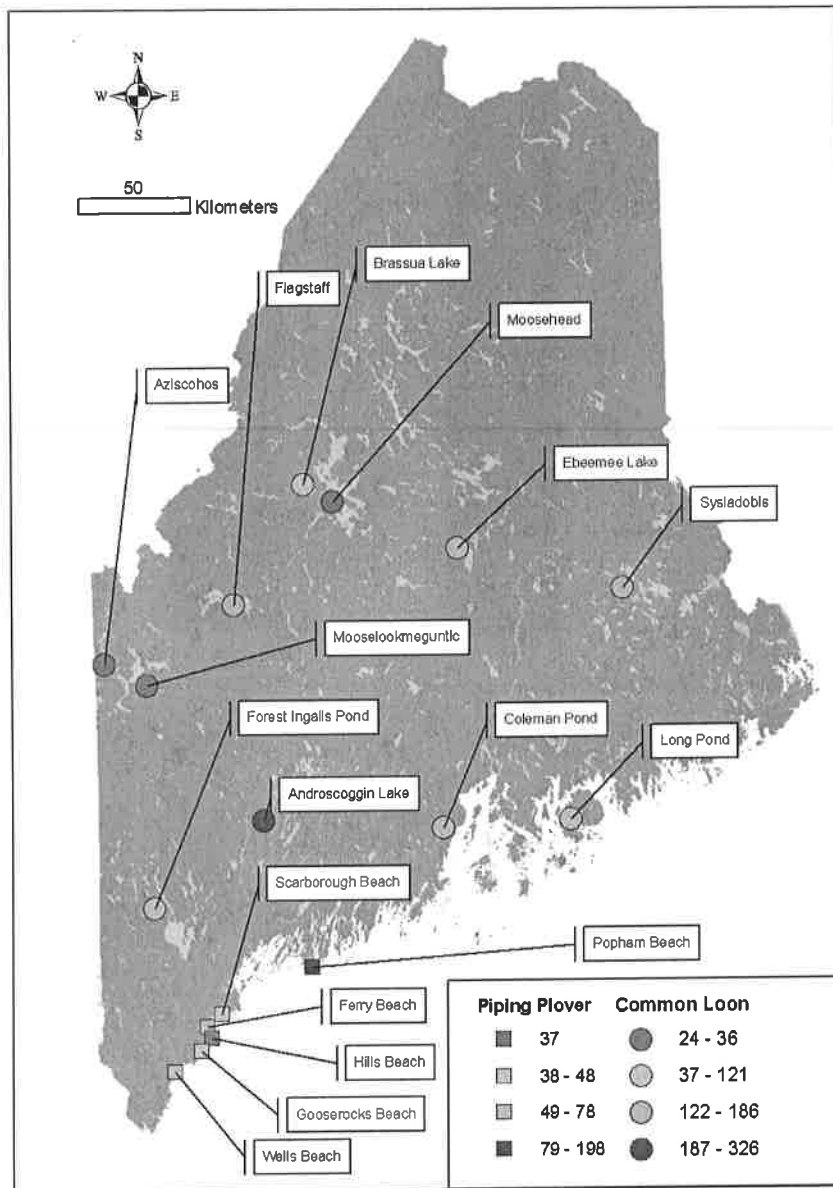 N
W E
S
50
Kilometers
Brassua Lake
Flagstaff
Moosehead
Aziscohos
Ebeemee Lake
Sysladobis
Mooselookmeguntic
Forest Ingalls Pond
Coleman Pond
Long Pond
Androscoggin Lake
Scarborough Beach
Popham Beach
Ferry Beach
Hills Beach
Gooserocks Beach
Wells Beach
Piping Plover Common Loon
37 24 - 36
38 - 48 37 - 121
49 - 78 122 - 186
79 - 198 187 - 326